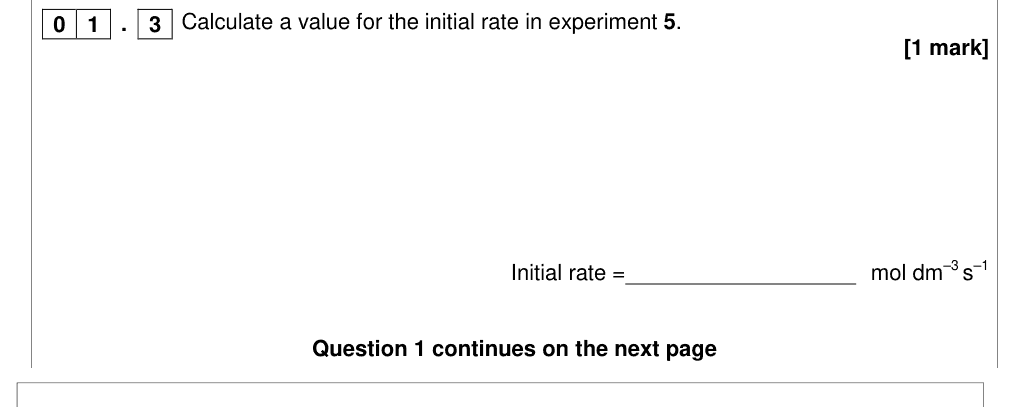 0 1 . 3 Calculate a value for the initial rate in experiment 5.
[1 mark]
Initial rate = ____________________ mol dm⁻³ s⁻¹
Question 1 continues on the next page